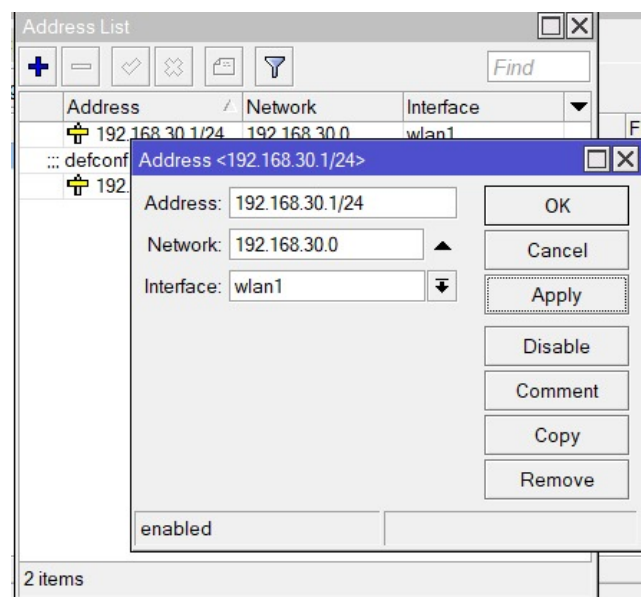 Address List
Find
Address Network Interface
192.168.30.1/24 192.168.30.0 wlan1
F
::: defconf
192.
Address <192.168.30.1/24>
Address: 192.168.30.1/24
Network: 192.168.30.0
Interface: wlan1
OK
Cancel
Apply
Disable
Comment
Copy
Remove
enabled
2 items